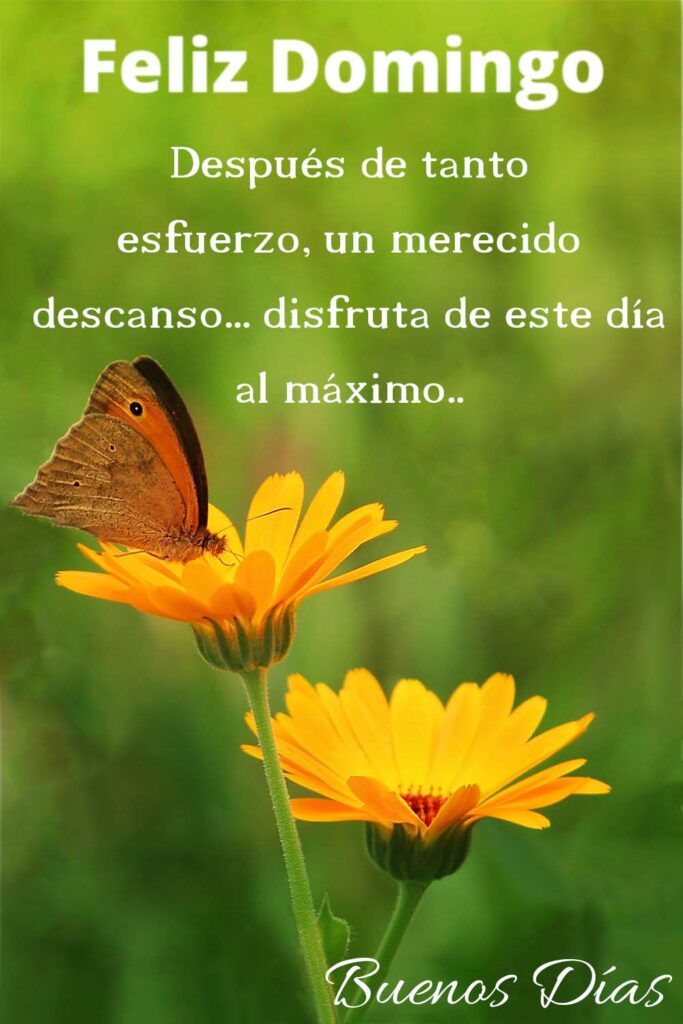 Feliz Domingo
Después de tanto
esfuerzo, un merecido
descanso... disfruta de este día
al máximo..
Buenos Días